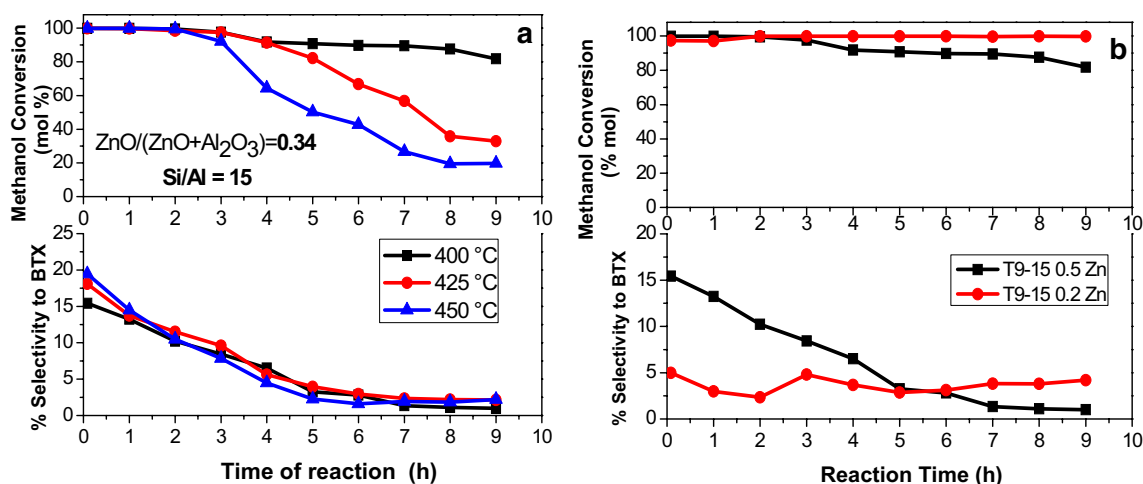 a
100
80
60
40
20
0
Methanol Conversion
(mol %)
ZnO/(ZnO+Al₂O₃)=0.34
Si/Al = 15
0 1 2 3 4 5 6 7 8 9 10
25
20
15
10
5
0
% Selectivity to BTX
400 °C
425 °C
450 °C
0 1 2 3 4 5 6 7 8 9 10
Time of reaction (h)
b
100
80
60
40
20
0
Methanol Conversion
(% mol)
0 1 2 3 4 5 6 7 8 9 10
20
15
10
5
0
% Selectivity to BTX
T9-15 0.5 Zn
T9-15 0.2 Zn
0 1 2 3 4 5 6 7 8 9 10
Reaction Time (h)